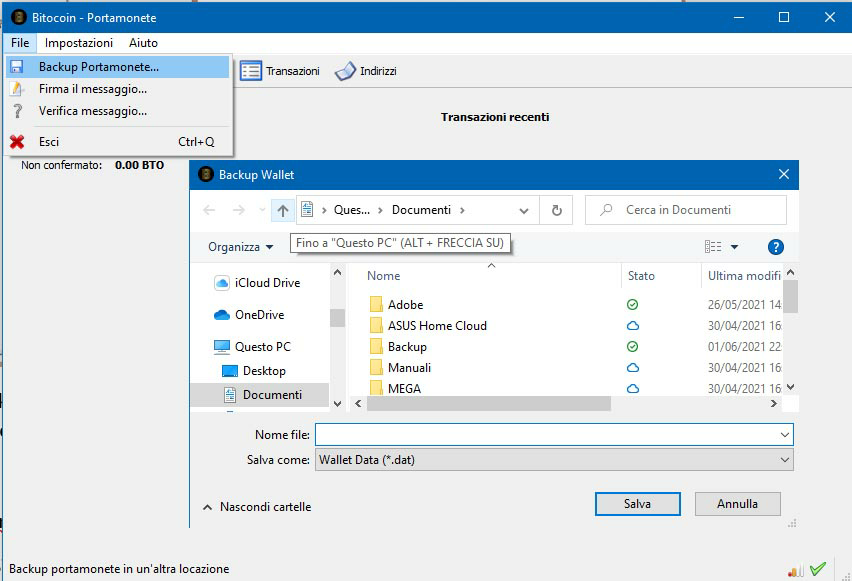 Bitocoin - Portamonete
File Impostazioni Aiuto
Backup Portamonete...
Firma il messaggio...
Verifica messaggio...
Esci Ctrl+Q
Transazioni Indirizzi
Transazioni recenti
Non confermato: 0.00 BTO
Backup Wallet
Ques... Documenti
Cerca in Documenti
Organizza
Fino a "Questo PC" (ALT + FRECCIA SU)
?
iCloud Drive
OneDrive
Questo PC
Desktop
Documenti
Nome Stato Ultima modifi
Adobe 26/05/2021 14:
ASUS Home Cloud 30/04/2021 16:
Backup 01/06/2021 22:
Manuali 30/04/2021 16:
MEGA 30/04/2021 16:
Nome file:
Salva come: Wallet Data (*.dat)
Nascondi cartelle
Salva Annulla
Backup portamonete in un'altra locazione